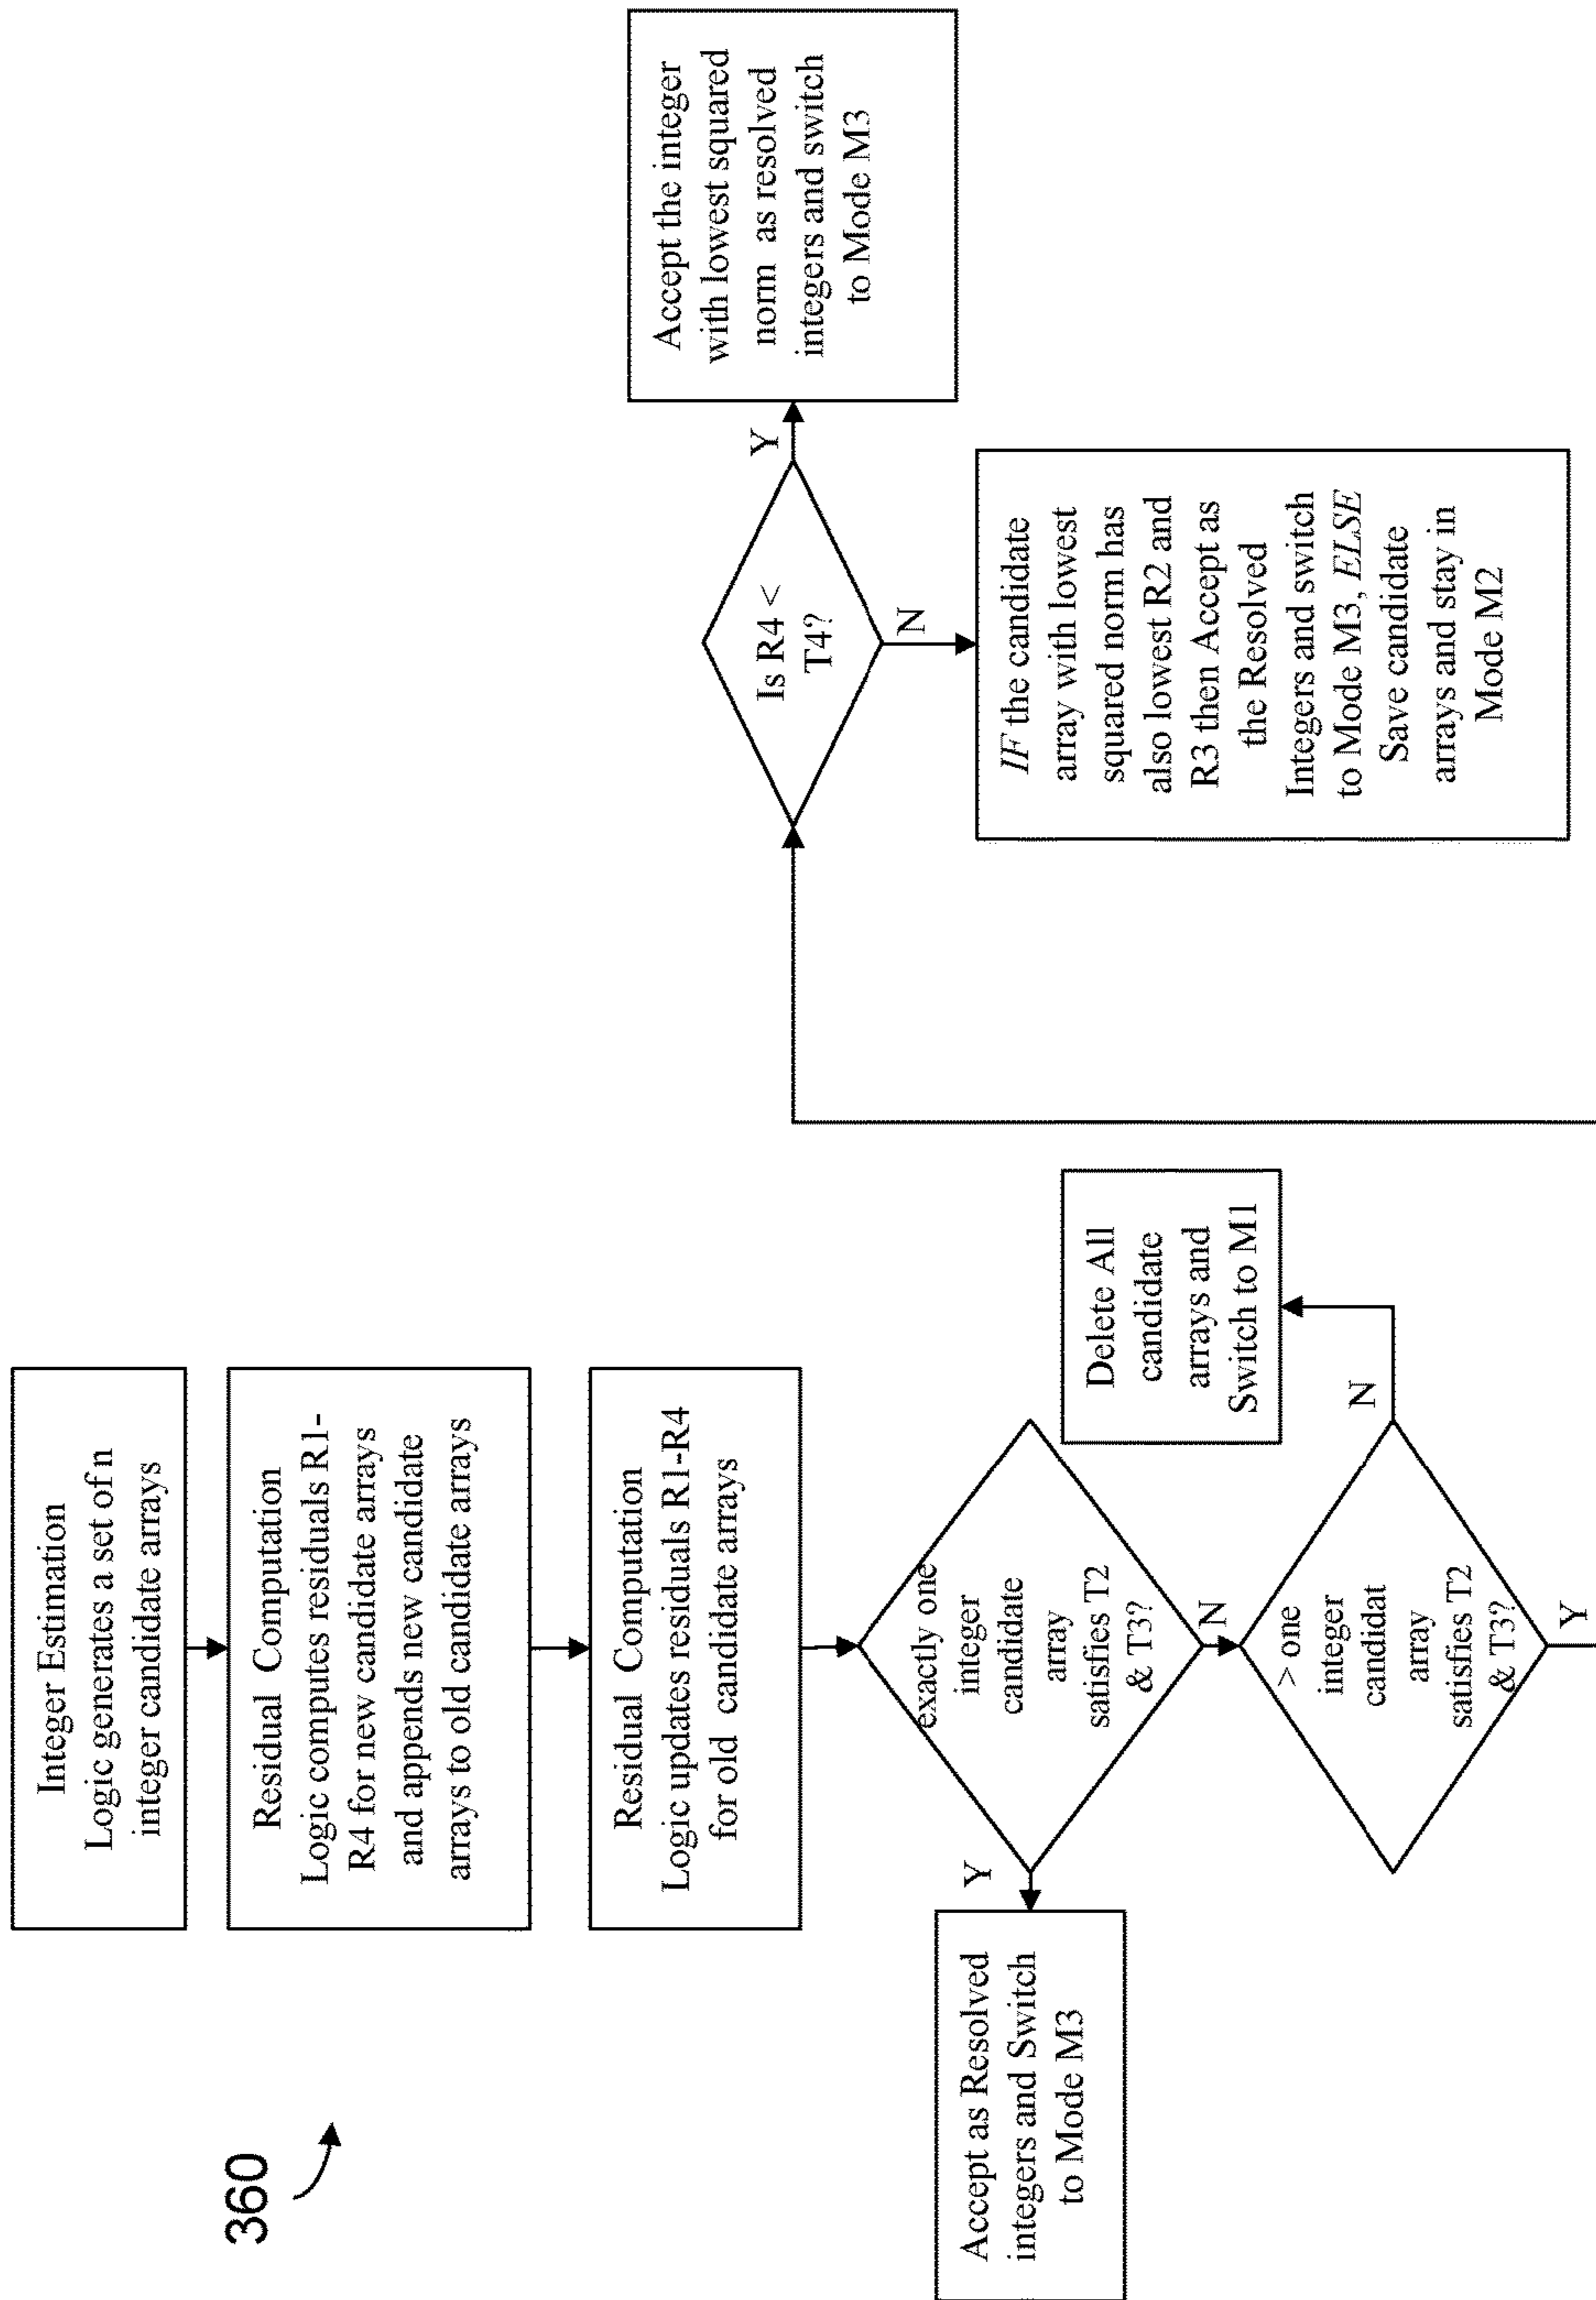 360
Integer Estimation
Logic generates a set of n
integer candidate arrays
Residual Computation
Logic computes residuals R1-
R4 for new candidate arrays
and appends new candidate
arrays to old candidate arrays
Residual Computation
Logic updates residuals R1-R4
for old candidate arrays
exactly one
integer
candidate
array
satisfies T2
& T3?
Y
Accept as Resolved
integers and Switch
to Mode M3
N
> one
integer
candidat
array
satisfies T2
& T3?
N
Delete All
candidate
arrays and
Switch to M1
Y
Is R4 <
T4?
Y
Accept the integer
with lowest squared
norm as resolved
integers and switch
to Mode M3
N
IF the candidate
array with lowest
squared norm has
also lowest R2 and
R3 then Accept as
the Resolved
Integers and switch
to Mode M3, ELSE
Save candidate
arrays and stay in
Mode M2